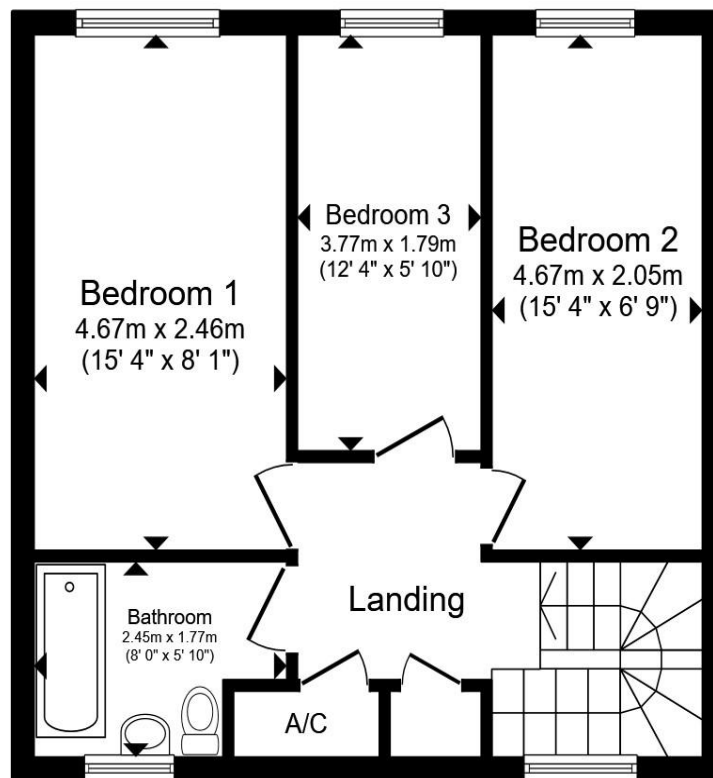 Bedroom 1
4.67m x 2.46m
(15' 4" x 8' 1")
Bedroom 3
3.77m x 1.79m
(12' 4" x 5' 10")
Bedroom 2
4.67m x 2.05m
(15' 4" x 6' 9")
Bathroom
2.45m x 1.77m
(8' 0" x 5' 10")
Landing
A/C